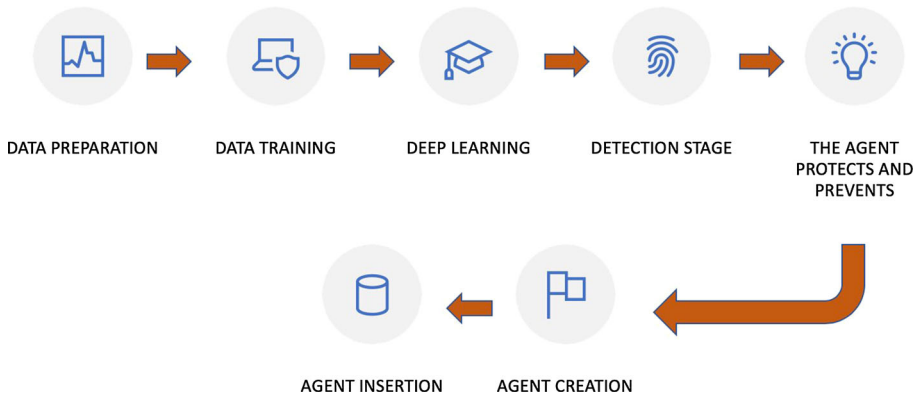 DATA PREPARATION
DATA TRAINING
DEEP LEARNING
DETECTION STAGE
THE AGENT
PROTECTS AND
PREVENTS
AGENT INSERTION
AGENT CREATION